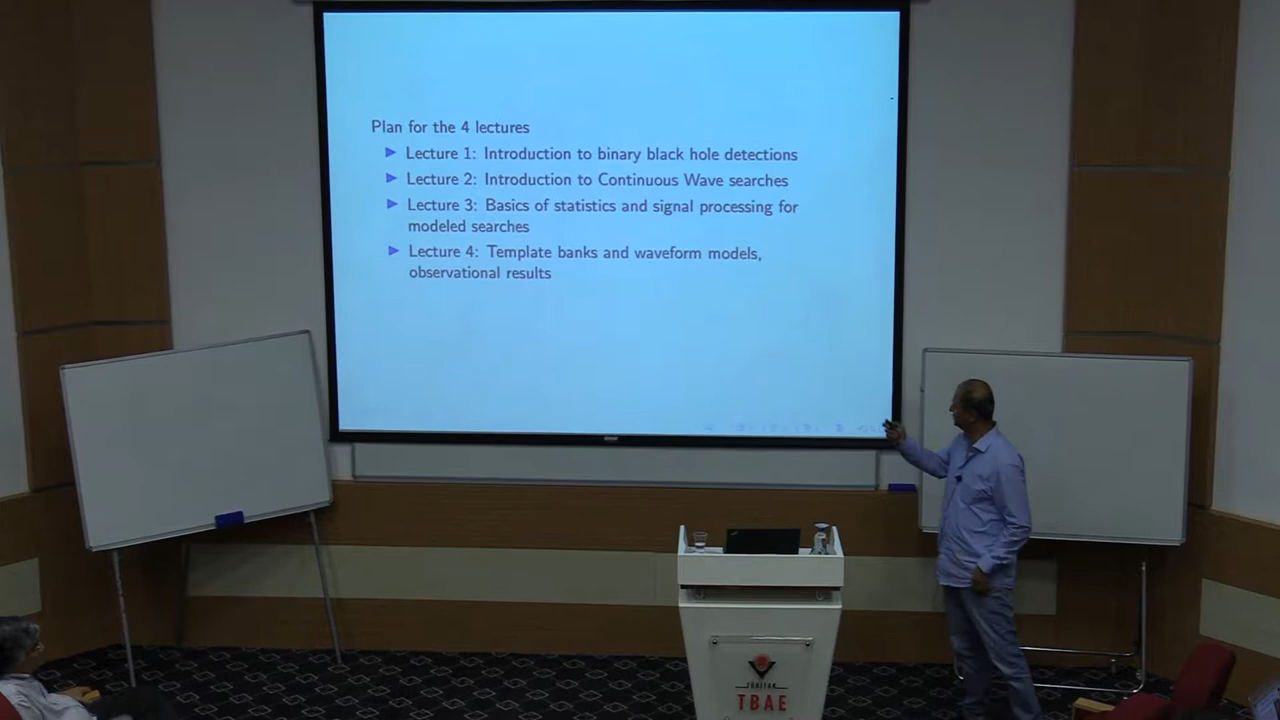 Plan for the 4 lectures
▶ Lecture 1: Introduction to binary black hole detections
▶ Lecture 2: Introduction to Continuous Wave searches
▶ Lecture 3: Basics of statistics and signal processing for
modeled searches
▶ Lecture 4: Template banks and waveform models,
observational results
TÜBİTAK
TBAE